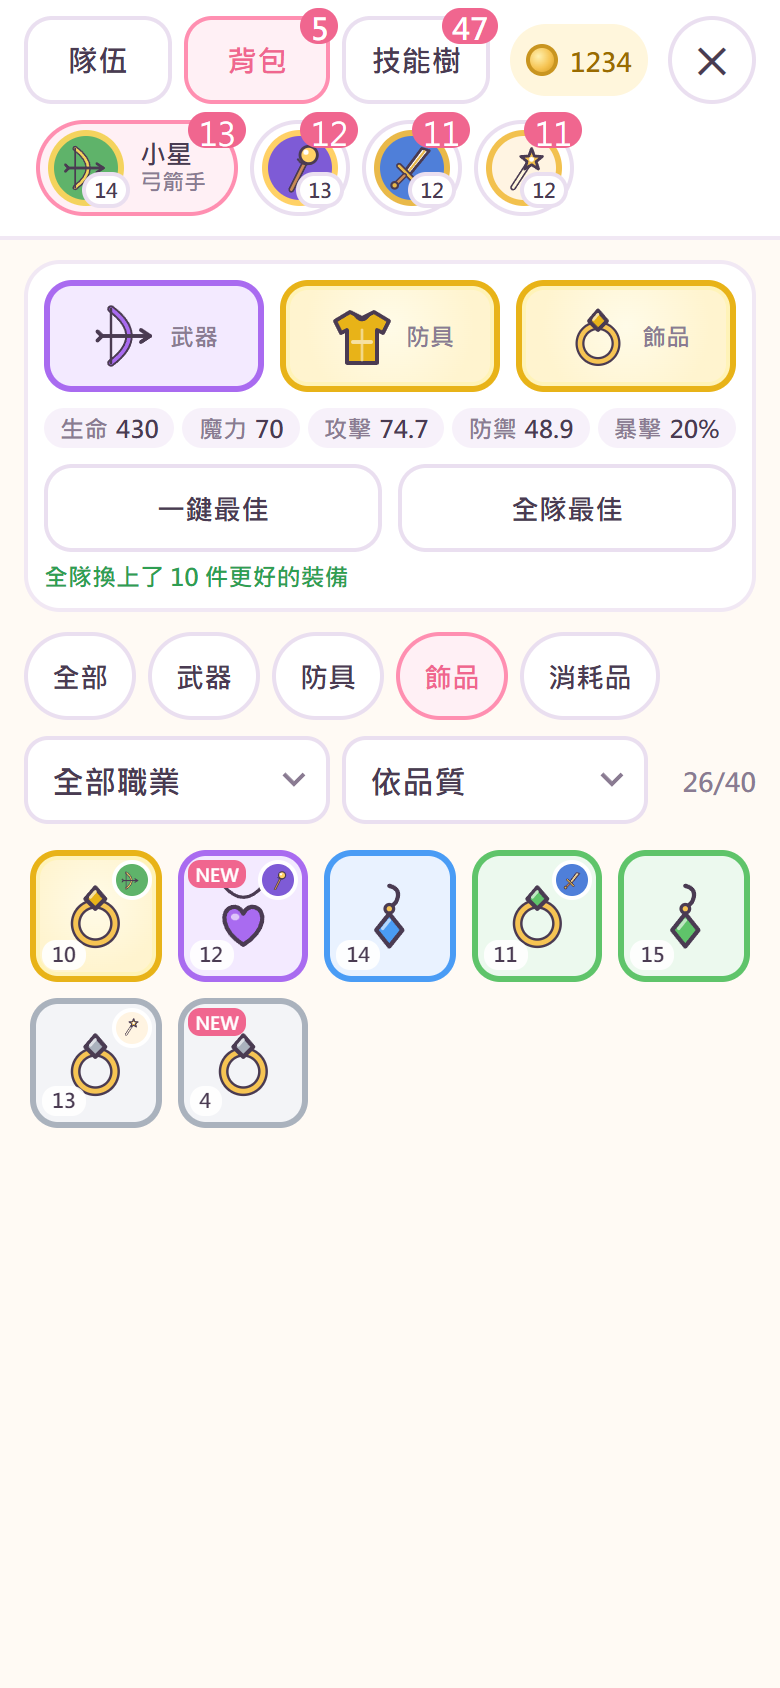 隊伍 背包 5 技能樹 47 1234
小星 13 12 11 11
弓箭手 14 13 12 12
武器 防具 飾品
生命 430 魔力 70 攻擊 74.7 防禦 48.9 暴擊 20%
一鍵最佳 全隊最佳
全隊換上了 10 件更好的裝備
全部 武器 防具 飾品 消耗品
全部職業 依品質 26/40
NEW
10 12 14 11 15
NEW
13 4